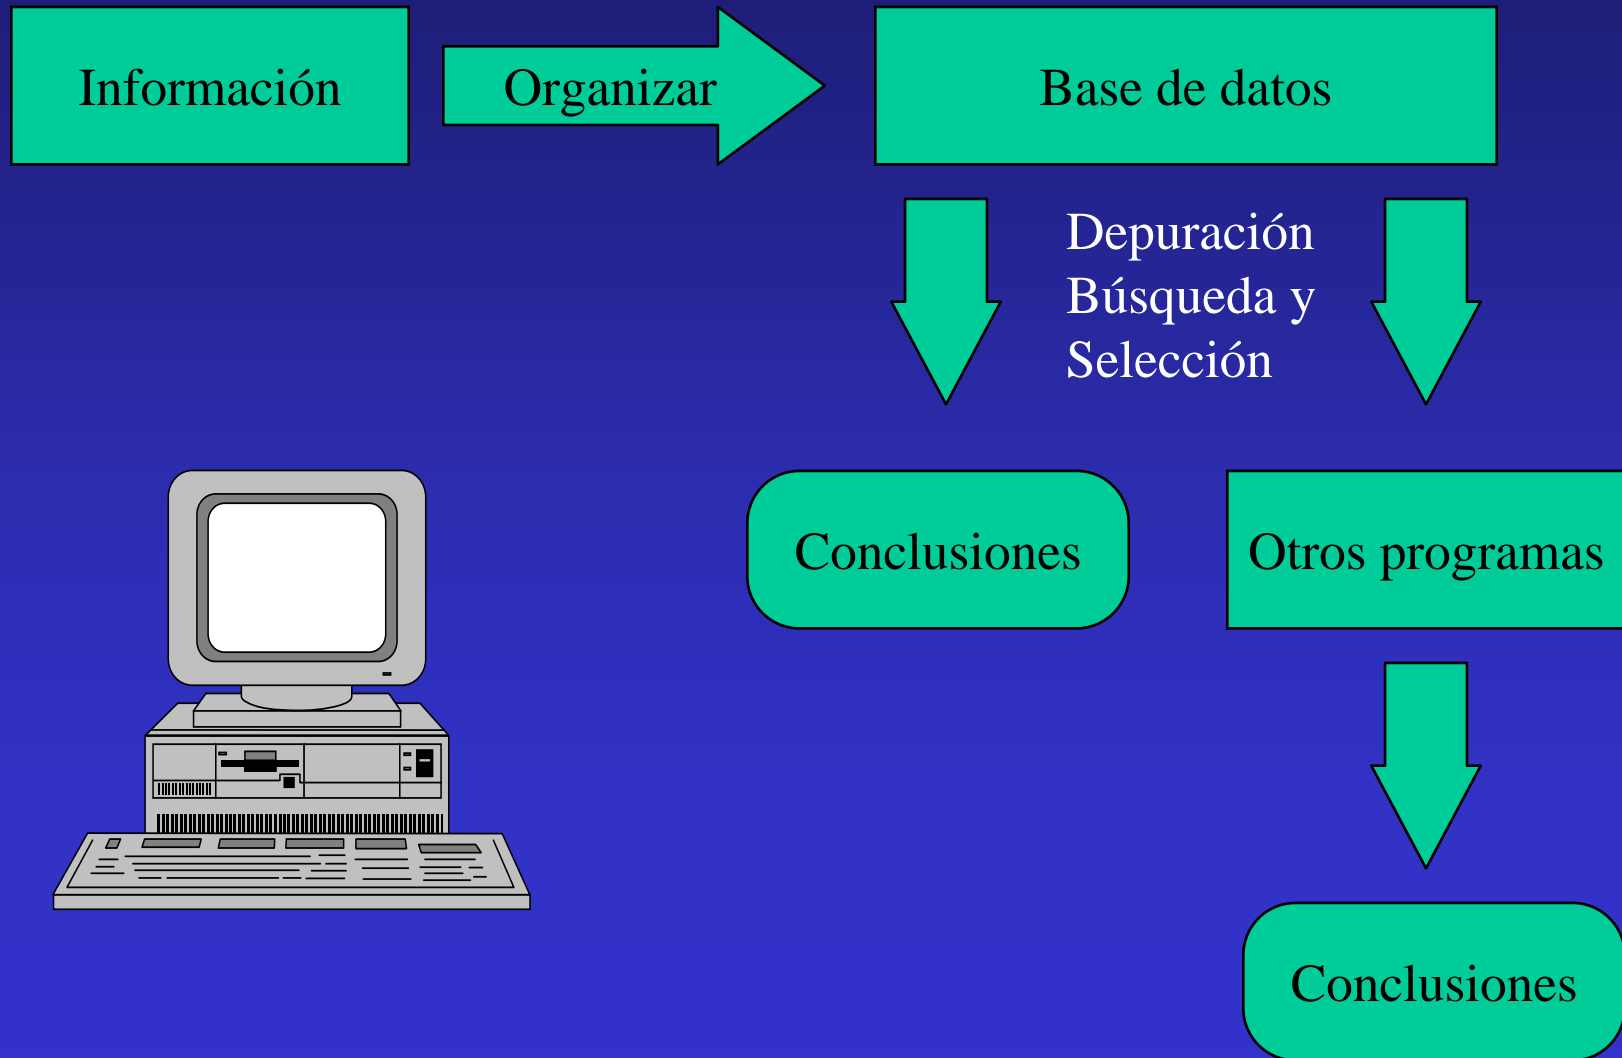 Información
Organizar
Base de datos
Depuración
Búsqueda y
Selección
Conclusiones
Otros programas
Conclusiones